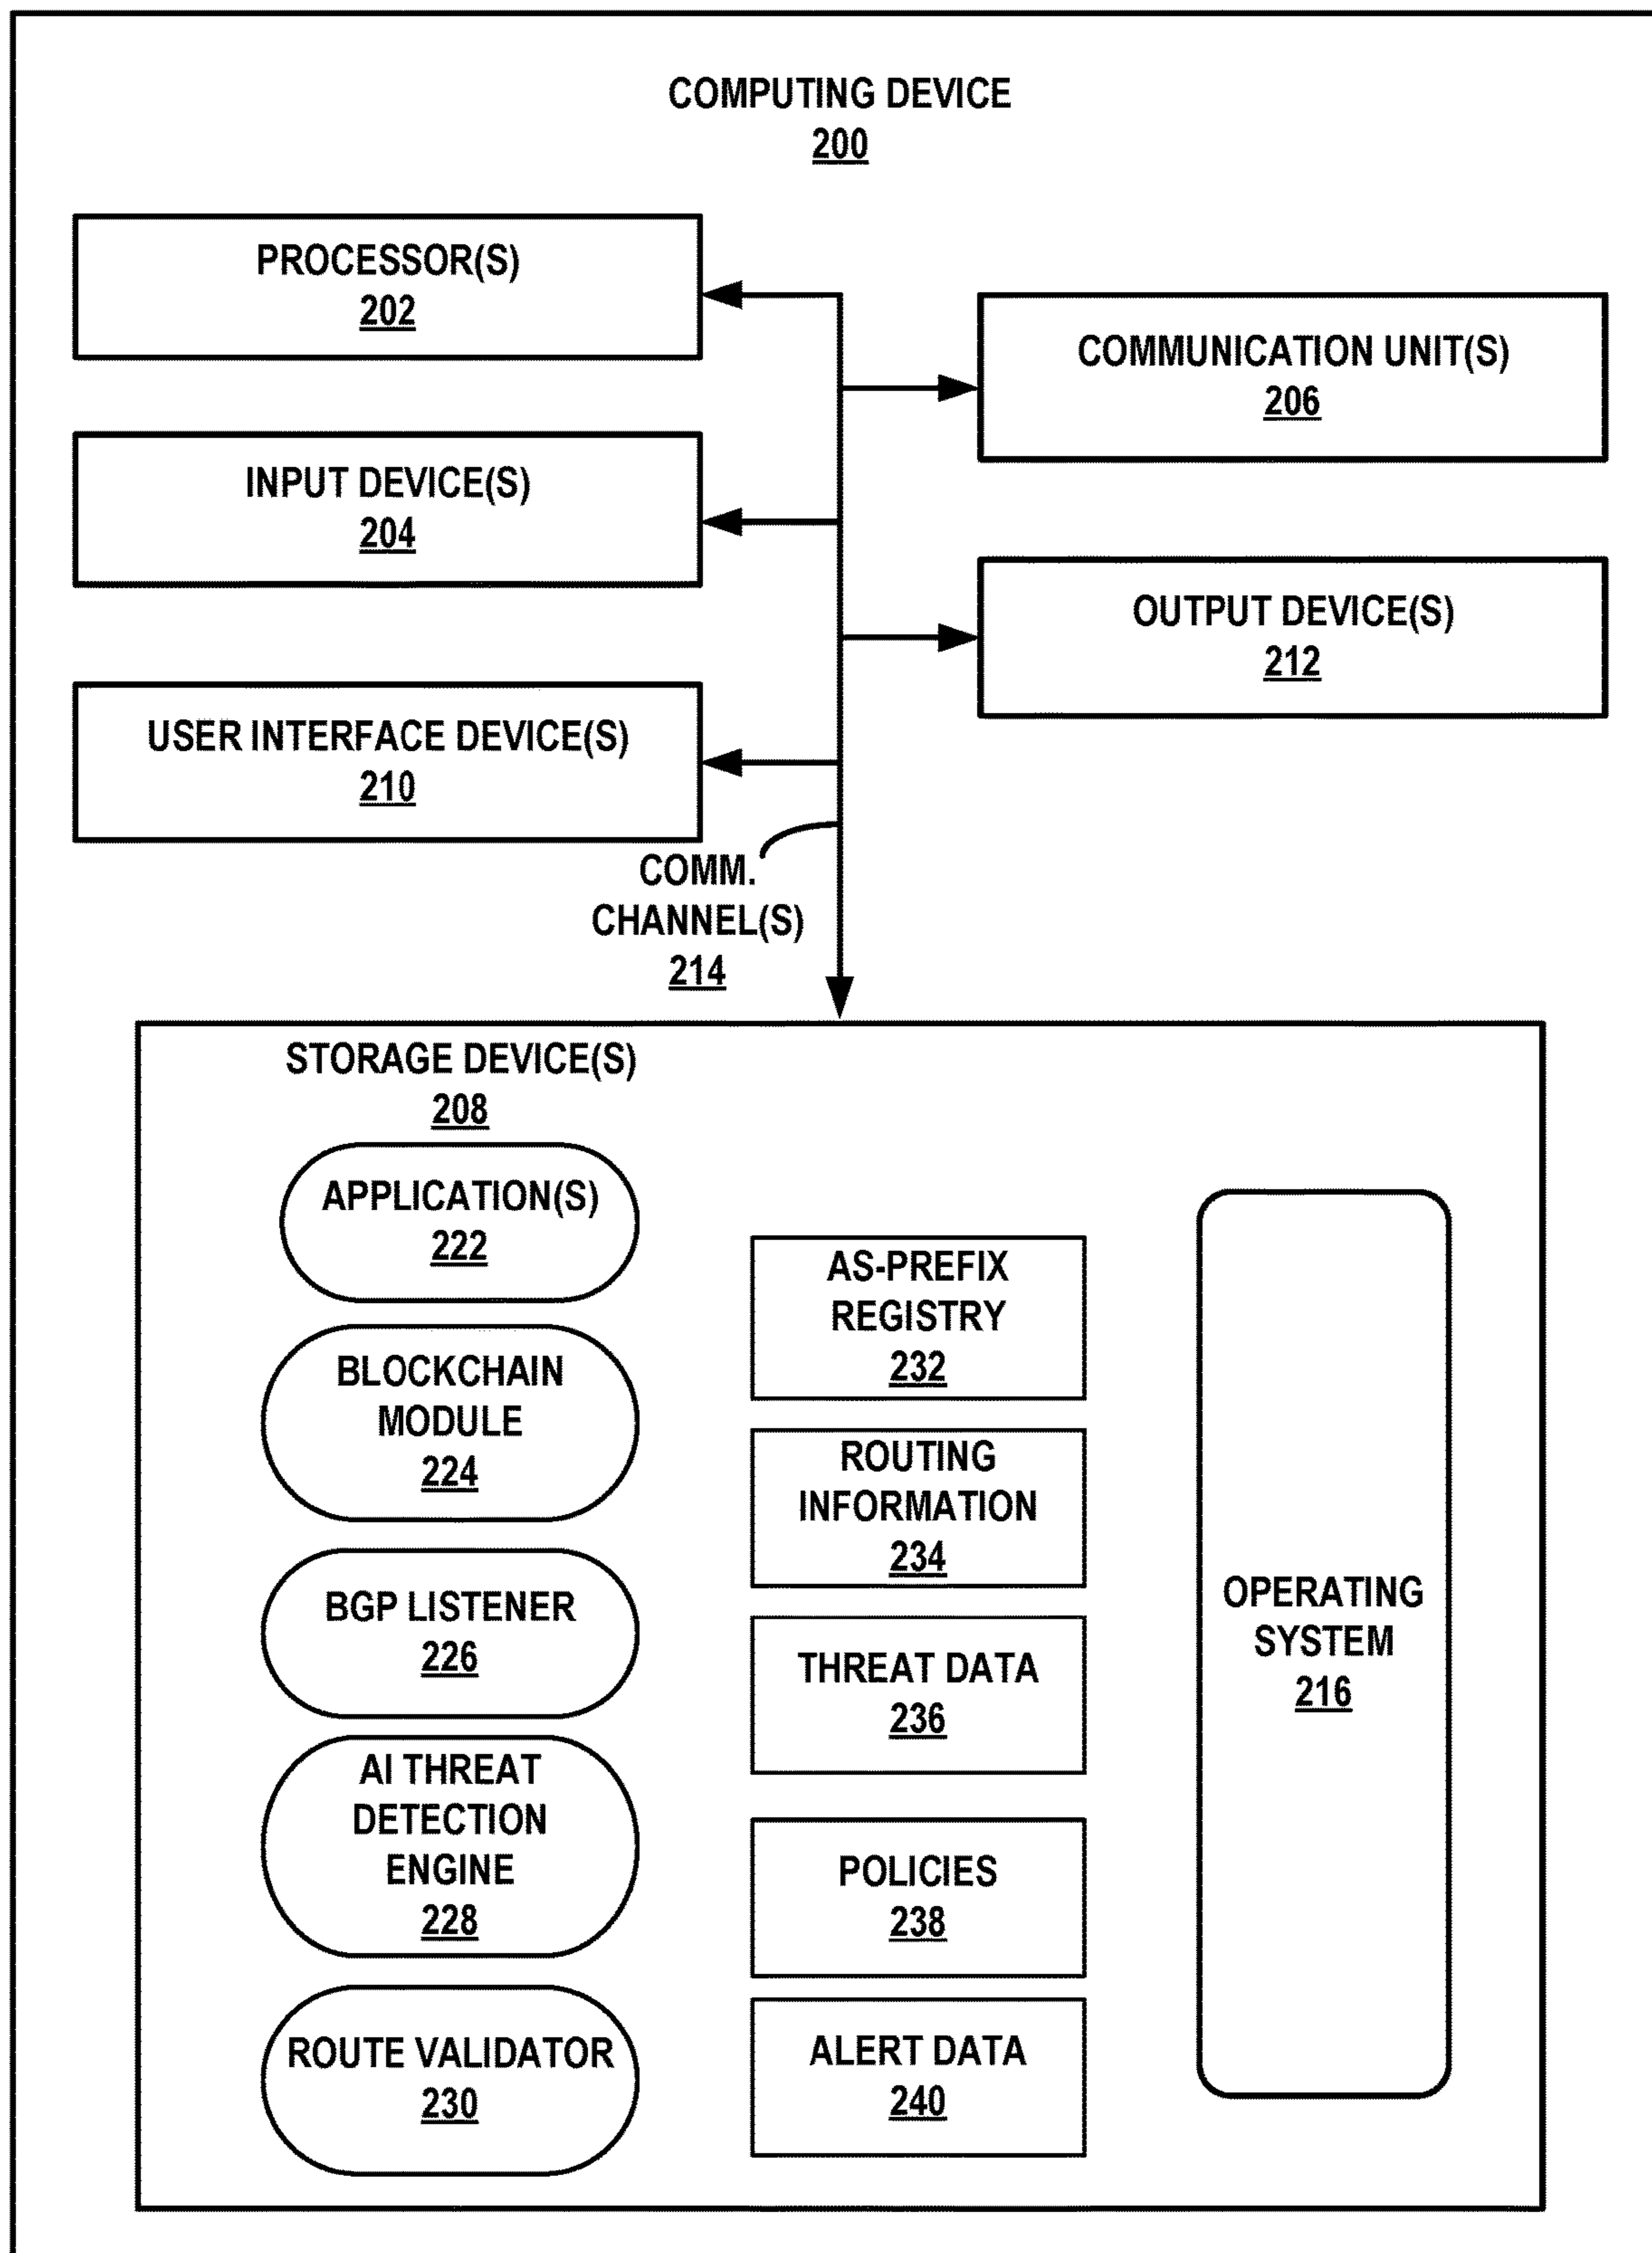 COMPUTING DEVICE
200
PROCESSOR(S)
202
COMMUNICATION UNIT(S)
206
INPUT DEVICE(S)
204
OUTPUT DEVICE(S)
212
USER INTERFACE DEVICE(S)
210
COMM.
CHANNEL(S)
214
STORAGE DEVICE(S)
208
APPLICATION(S)
222
BLOCKCHAIN
MODULE
224
BGP LISTENER
226
AI THREAT
DETECTION
ENGINE
228
ROUTE VALIDATOR
230
AS-PREFIX
REGISTRY
232
ROUTING
INFORMATION
234
THREAT DATA
236
POLICIES
238
ALERT DATA
240
OPERATING
SYSTEM
216